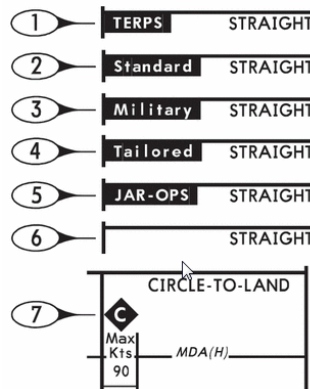 1 TERPS STRAIGHT
2 Standard STRAIGHT
3 Military STRAIGHT
4 Tailored STRAIGHT
5 JAR-OPS STRAIGHT
6 STRAIGHT
CIRCLE-TO-LAND
7 C
Max
Kts MDA(H)
90